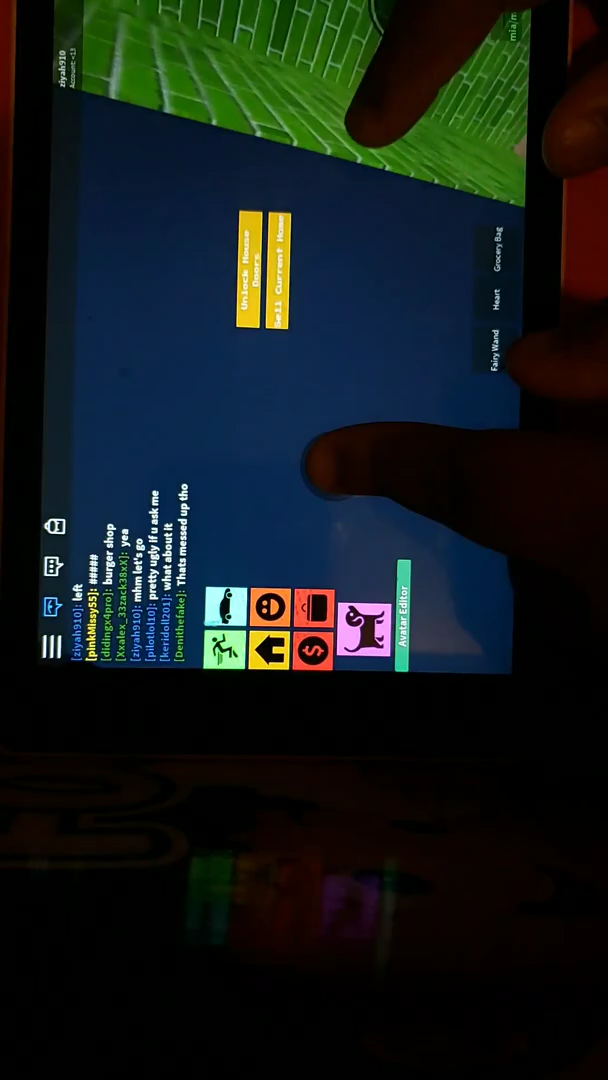 ziyah910
Account: <13
[ziyah910]: left
[pinkMissy55]: #####
[didingx4pro]: burger shop
[Xxalex_33zack38xX]: yea
[ziyah910]: mhm let's go
[pilotlol10]: pretty ugly if u ask me
[keridoll201]: what about it
[Denithefake]: Thats messed up tho
Unlock House
Doors
Sell Current Home
Avatar Editor
Fairy Wand
Heart
Grocery Bag